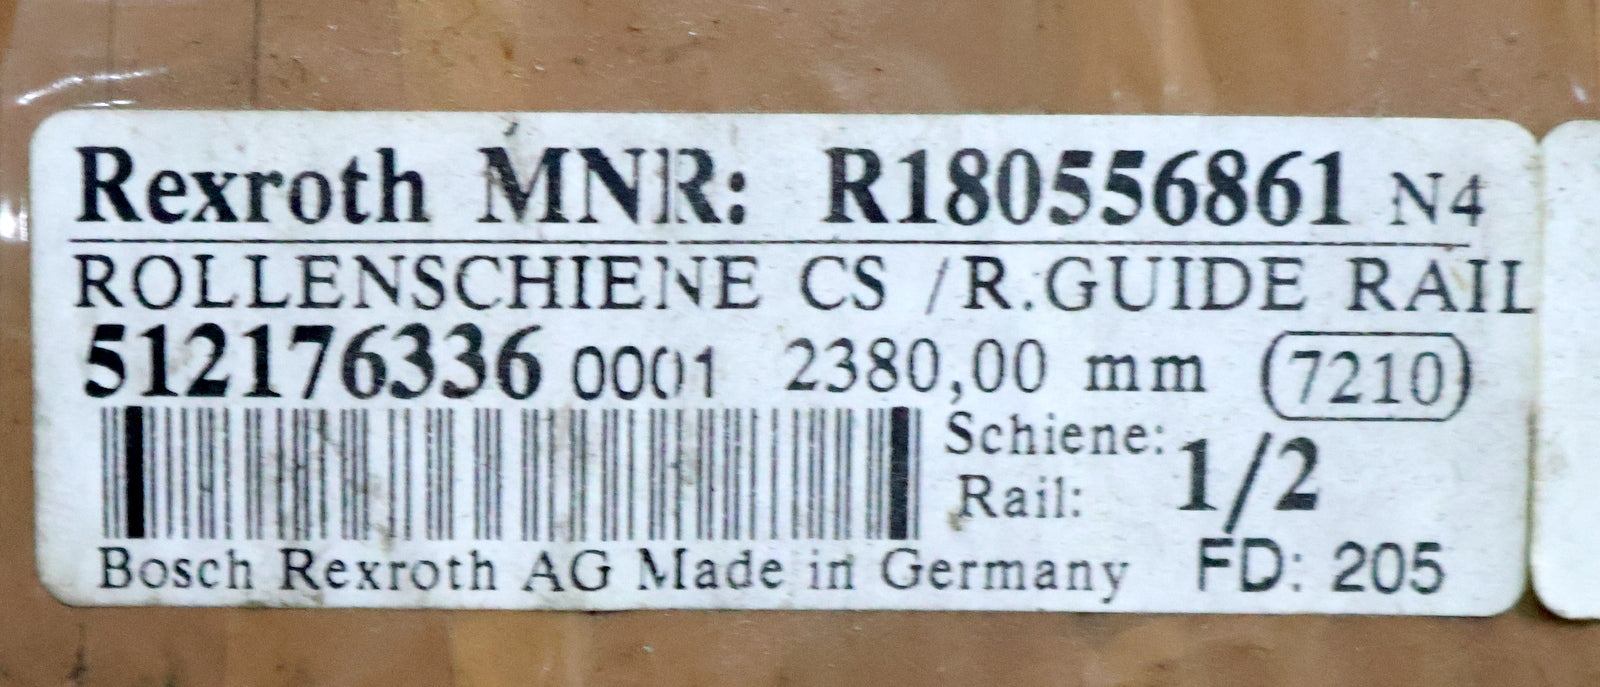 Rexroth MNR: R180556861 N4
ROLLENSCHIENE CS /R.GUIDE RAIL
512176336 0001 2380,00 mm 7210
Schiene: 1/2
Rail:
Bosch Rexroth AG Made in Germany FD: 205